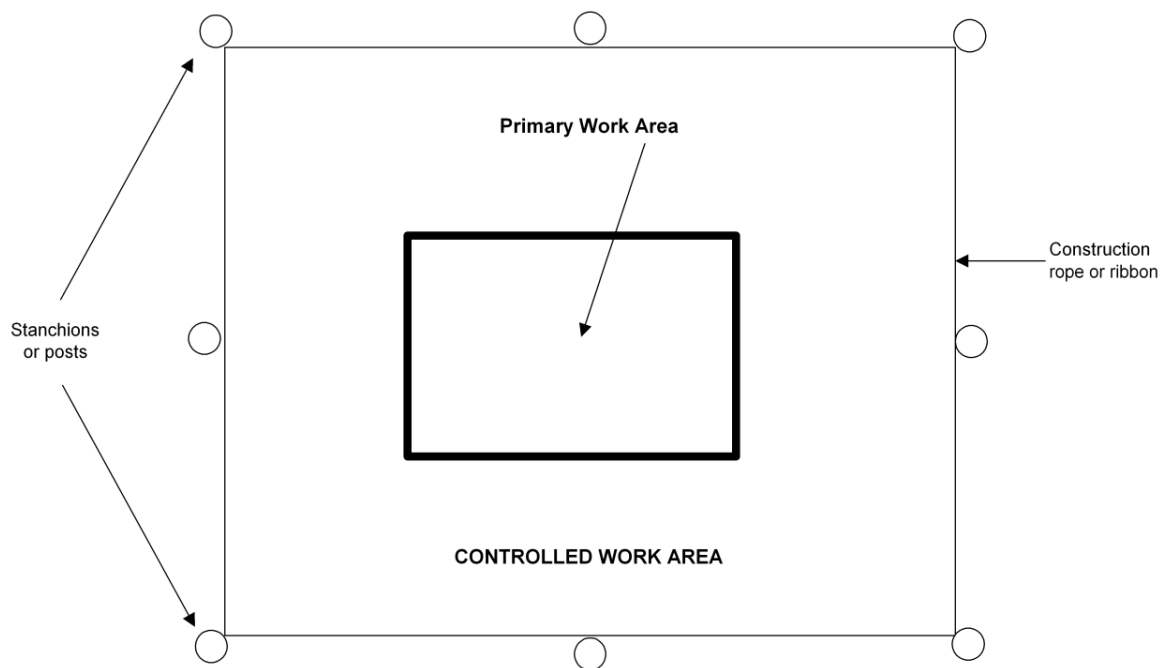 Primary Work Area
Construction
rope or ribbon
Stanchions
or posts
CONTROLLED WORK AREA